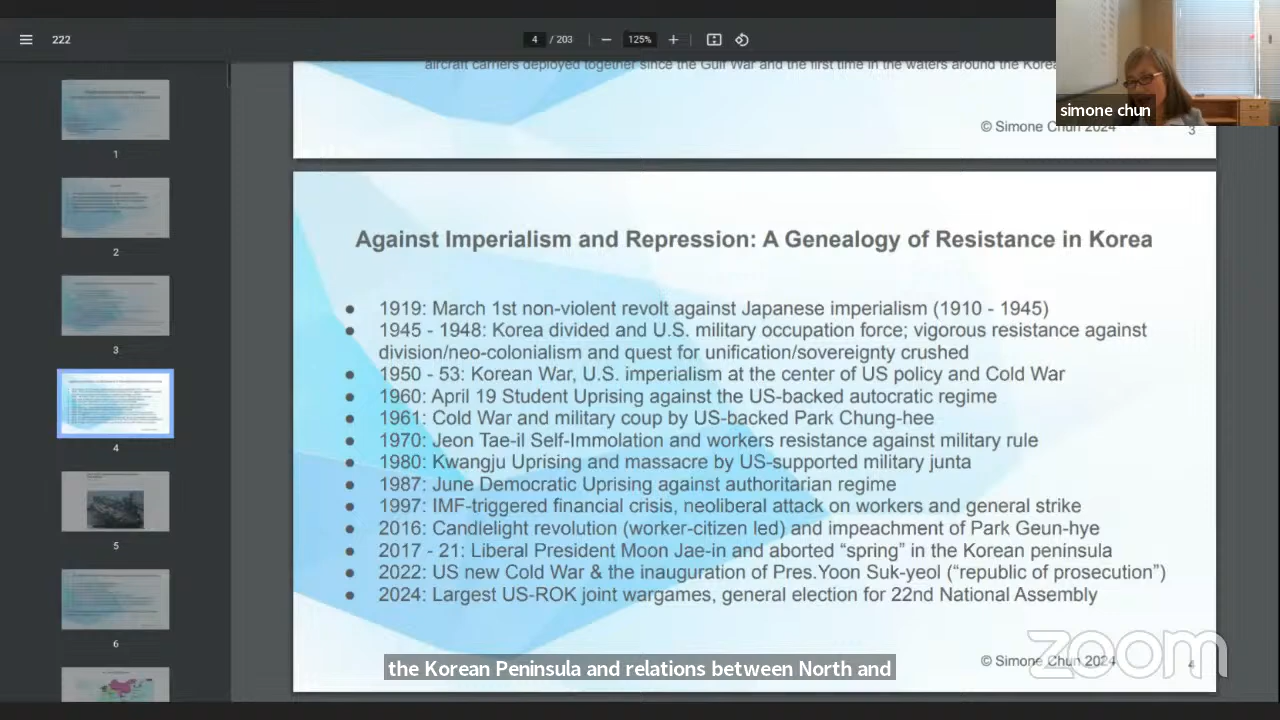 222
4 / 203
125%
aircraft carriers deployed together since the Gulf War and the first time in the waters around the Korea
simone chun
© Simone Chun 2024
3
Against Imperialism and Repression: A Genealogy of Resistance in Korea
● 1919: March 1st non-violent revolt against Japanese imperialism (1910 - 1945)
● 1945 - 1948: Korea divided and U.S. military occupation force; vigorous resistance against
division/neo-colonialism and quest for unification/sovereignty crushed
● 1950 - 53: Korean War, U.S. imperialism at the center of US policy and Cold War
● 1960: April 19 Student Uprising against the US-backed autocratic regime
● 1961: Cold War and military coup by US-backed Park Chung-hee
● 1970: Jeon Tae-il Self-Immolation and workers resistance against military rule
● 1980: Kwangju Uprising and massacre by US-supported military junta
● 1987: June Democratic Uprising against authoritarian regime
● 1997: IMF-triggered financial crisis, neoliberal attack on workers and general strike
● 2016: Candlelight revolution (worker-citizen led) and impeachment of Park Geun-hye
● 2017 - 21: Liberal President Moon Jae-in and aborted “spring” in the Korean peninsula
● 2022: US new Cold War & the inauguration of Pres.Yoon Suk-yeol (“republic of prosecution”)
● 2024: Largest US-ROK joint wargames, general election for 22nd National Assembly
© Simone Chun 2024
4
zoom
the Korean Peninsula and relations between North and
1
2
3
4
5
6